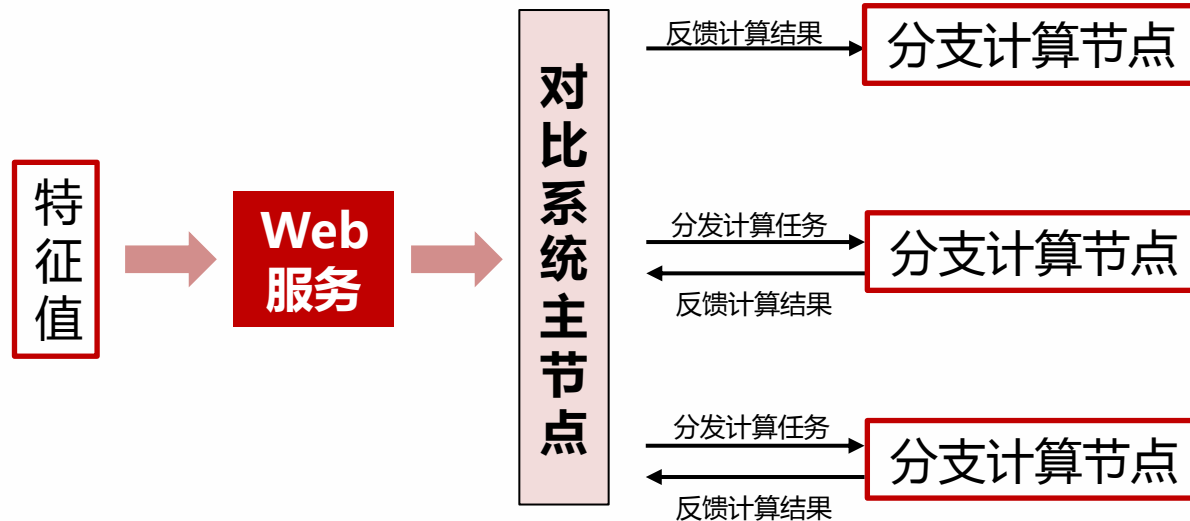 特征值
Web
服务
对比系统主节点
反馈计算结果
分支计算节点
分发计算任务
反馈计算结果
分支计算节点
分发计算任务
反馈计算结果
分支计算节点